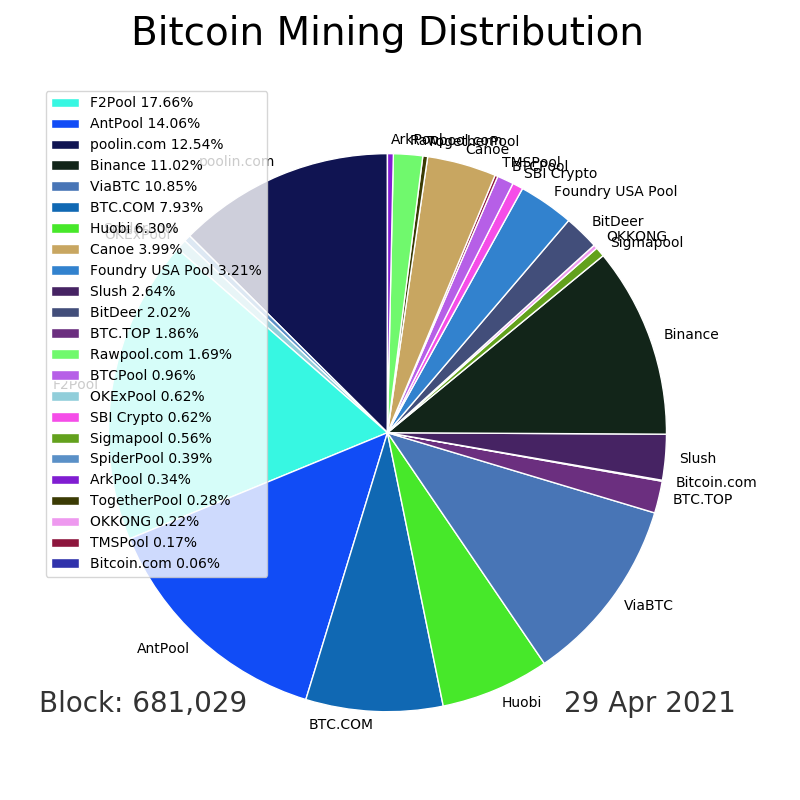 Bitcoin Mining Distribution
F2Pool 17.66%
AntPool 14.06%
poolin.com 12.54%
Binance 11.02%
ViaBTC 10.85%
BTC.COM 7.93%
Huobi 6.30%
Canoe 3.99%
Foundry USA Pool 3.21%
Slush 2.64%
BitDeer 2.02%
BTC.TOP 1.86%
Rawpool.com 1.69%
BTCPool 0.96%
OKExPool 0.62%
SBI Crypto 0.62%
Sigmapool 0.56%
SpiderPool 0.39%
ArkPool 0.34%
TogetherPool 0.28%
OKKONG 0.22%
TMSPool 0.17%
Bitcoin.com 0.06%
ArkPool
Rawpool.com
TogetherPool
Canoe
TMSPool
BTCPool
SBI Crypto
Foundry USA Pool
BitDeer
OKKONG
Sigmapool
Binance
Slush
Bitcoin.com
BTC.TOP
ViaBTC
Huobi
BTC.COM
AntPool
F2Pool
OKExPool
poolin.com
Block: 681,029
29 Apr 2021